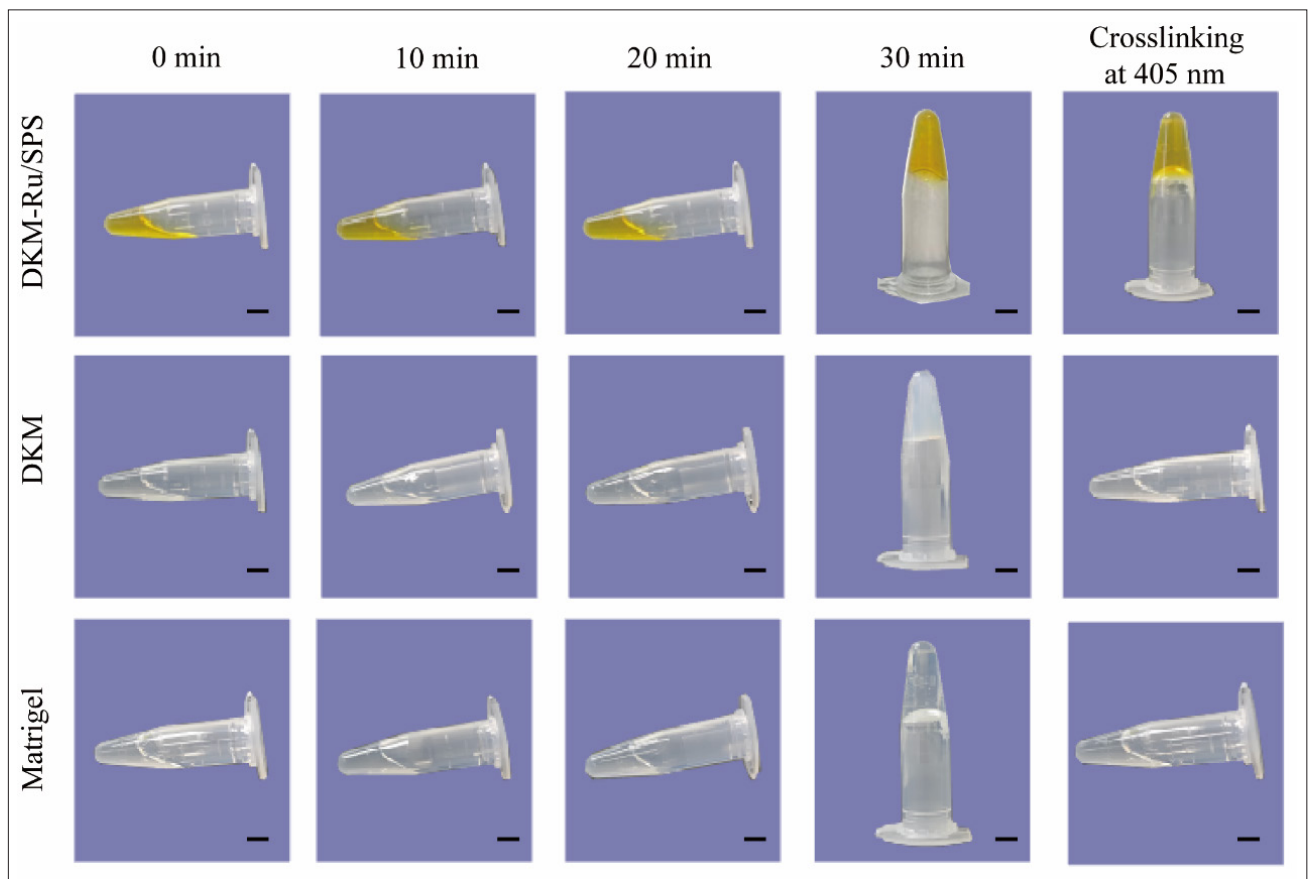 0 min
10 min
20 min
30 min
Crosslinking
at 405 nm
DKM-Ru/SPS
DKM
Matrigel